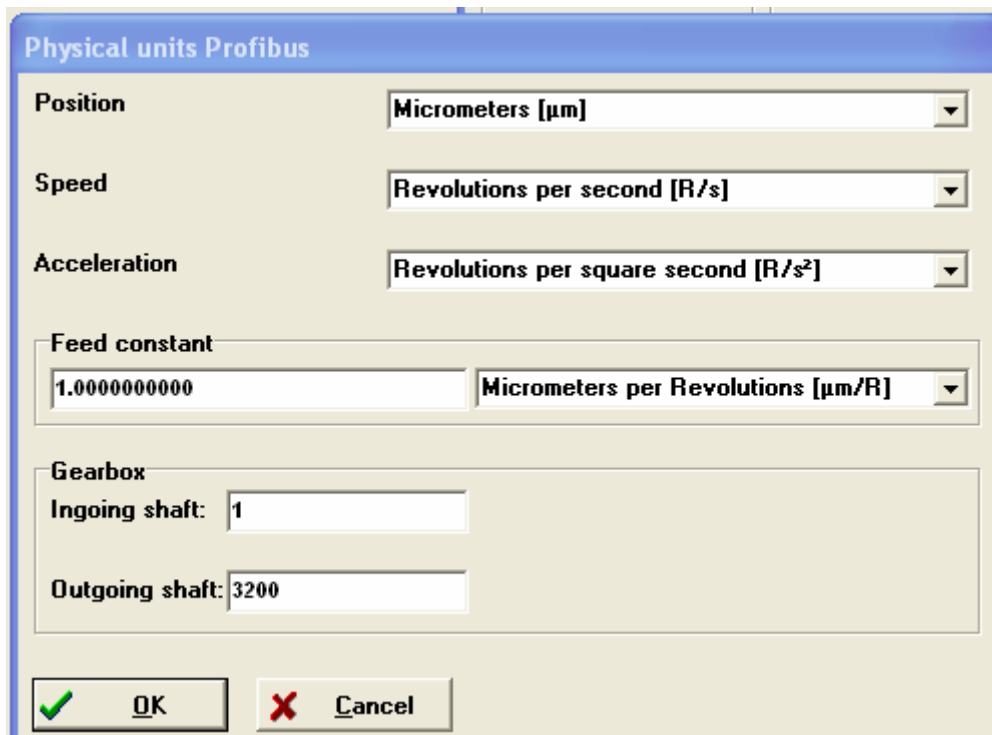 Physical units Profibus
Position
Micrometers [µm]
Speed
Revolutions per second [R/s]
Acceleration
Revolutions per square second [R/s²]
Feed constant
1.0000000000
Micrometers per Revolutions [µm/R]
Gearbox
Ingoing shaft: 1
Outgoing shaft: 3200
OK
Cancel